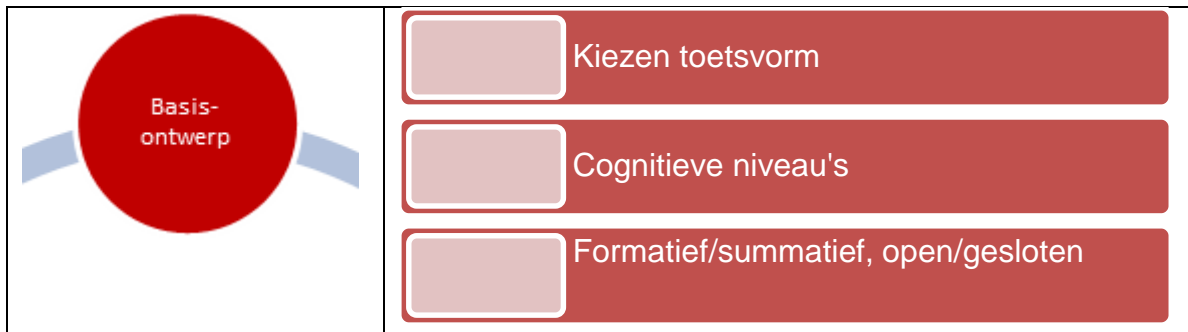 Basis-
ontwerp
Kiezen toetsvorm
Cognitieve niveau's
Formatief/summatief, open/gesloten